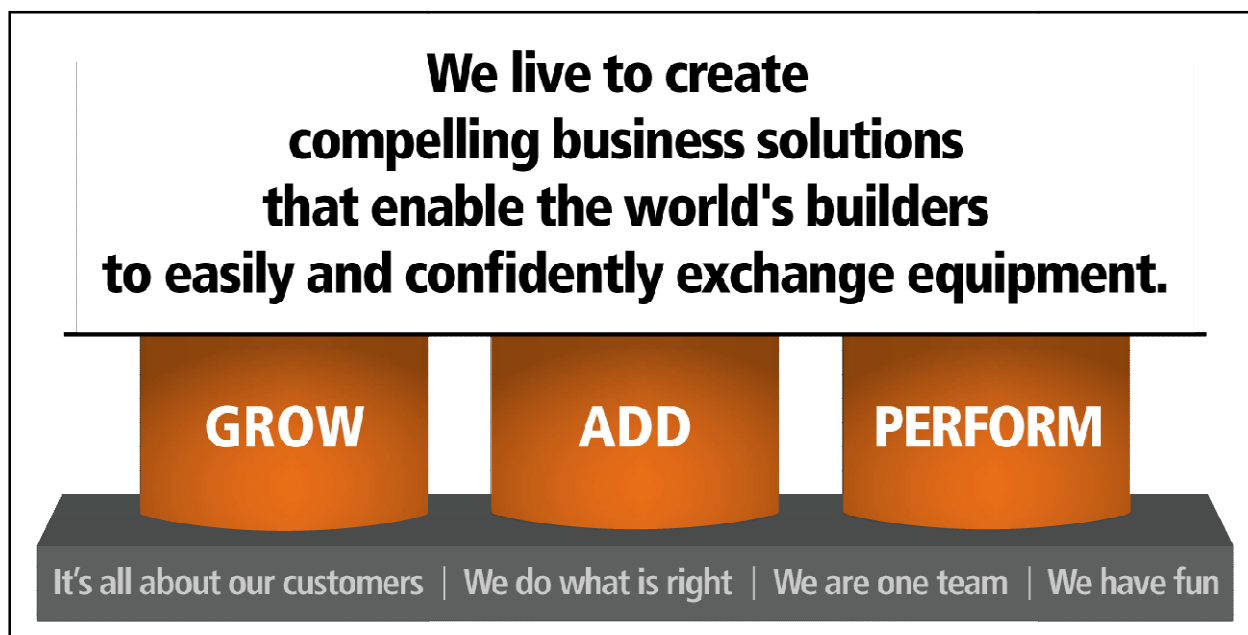 We live to create
compelling business solutions
that enable the world's builders
to easily and confidently exchange equipment.
GROW ADD PERFORM
It's all about our customers | We do what is right | We are one team | We have fun